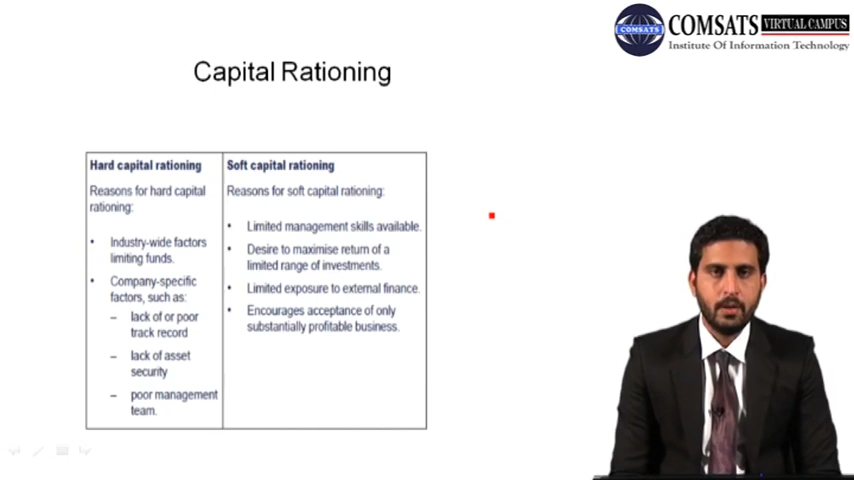 COMSATS
COMSATS VIRTUAL CAMPUS
Institute Of Information Technology
Capital Rationing
Hard capital rationing
Reasons for hard capital
rationing:
• Industry-wide factors
limiting funds.
• Company-specific
factors, such as:
– lack of or poor
track record
– lack of asset
security
– poor management
team.
Soft capital rationing
Reasons for soft capital rationing:
• Limited management skills available.
• Desire to maximise return of a
limited range of investments.
• Limited exposure to external finance.
• Encourages acceptance of only
substantially profitable business.